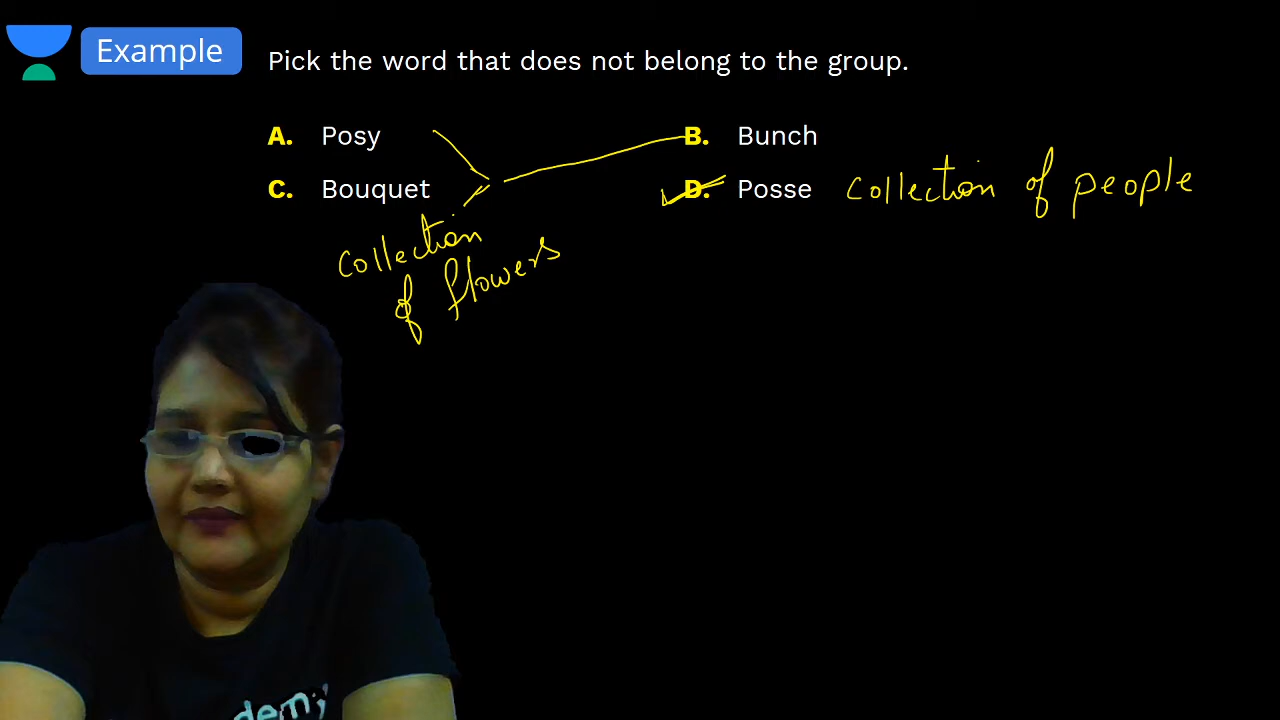 Example
Pick the word that does not belong to the group.
A. Posy
B. Bunch
C. Bouquet
D. Posse
collection of people
collection
of flowers
demy